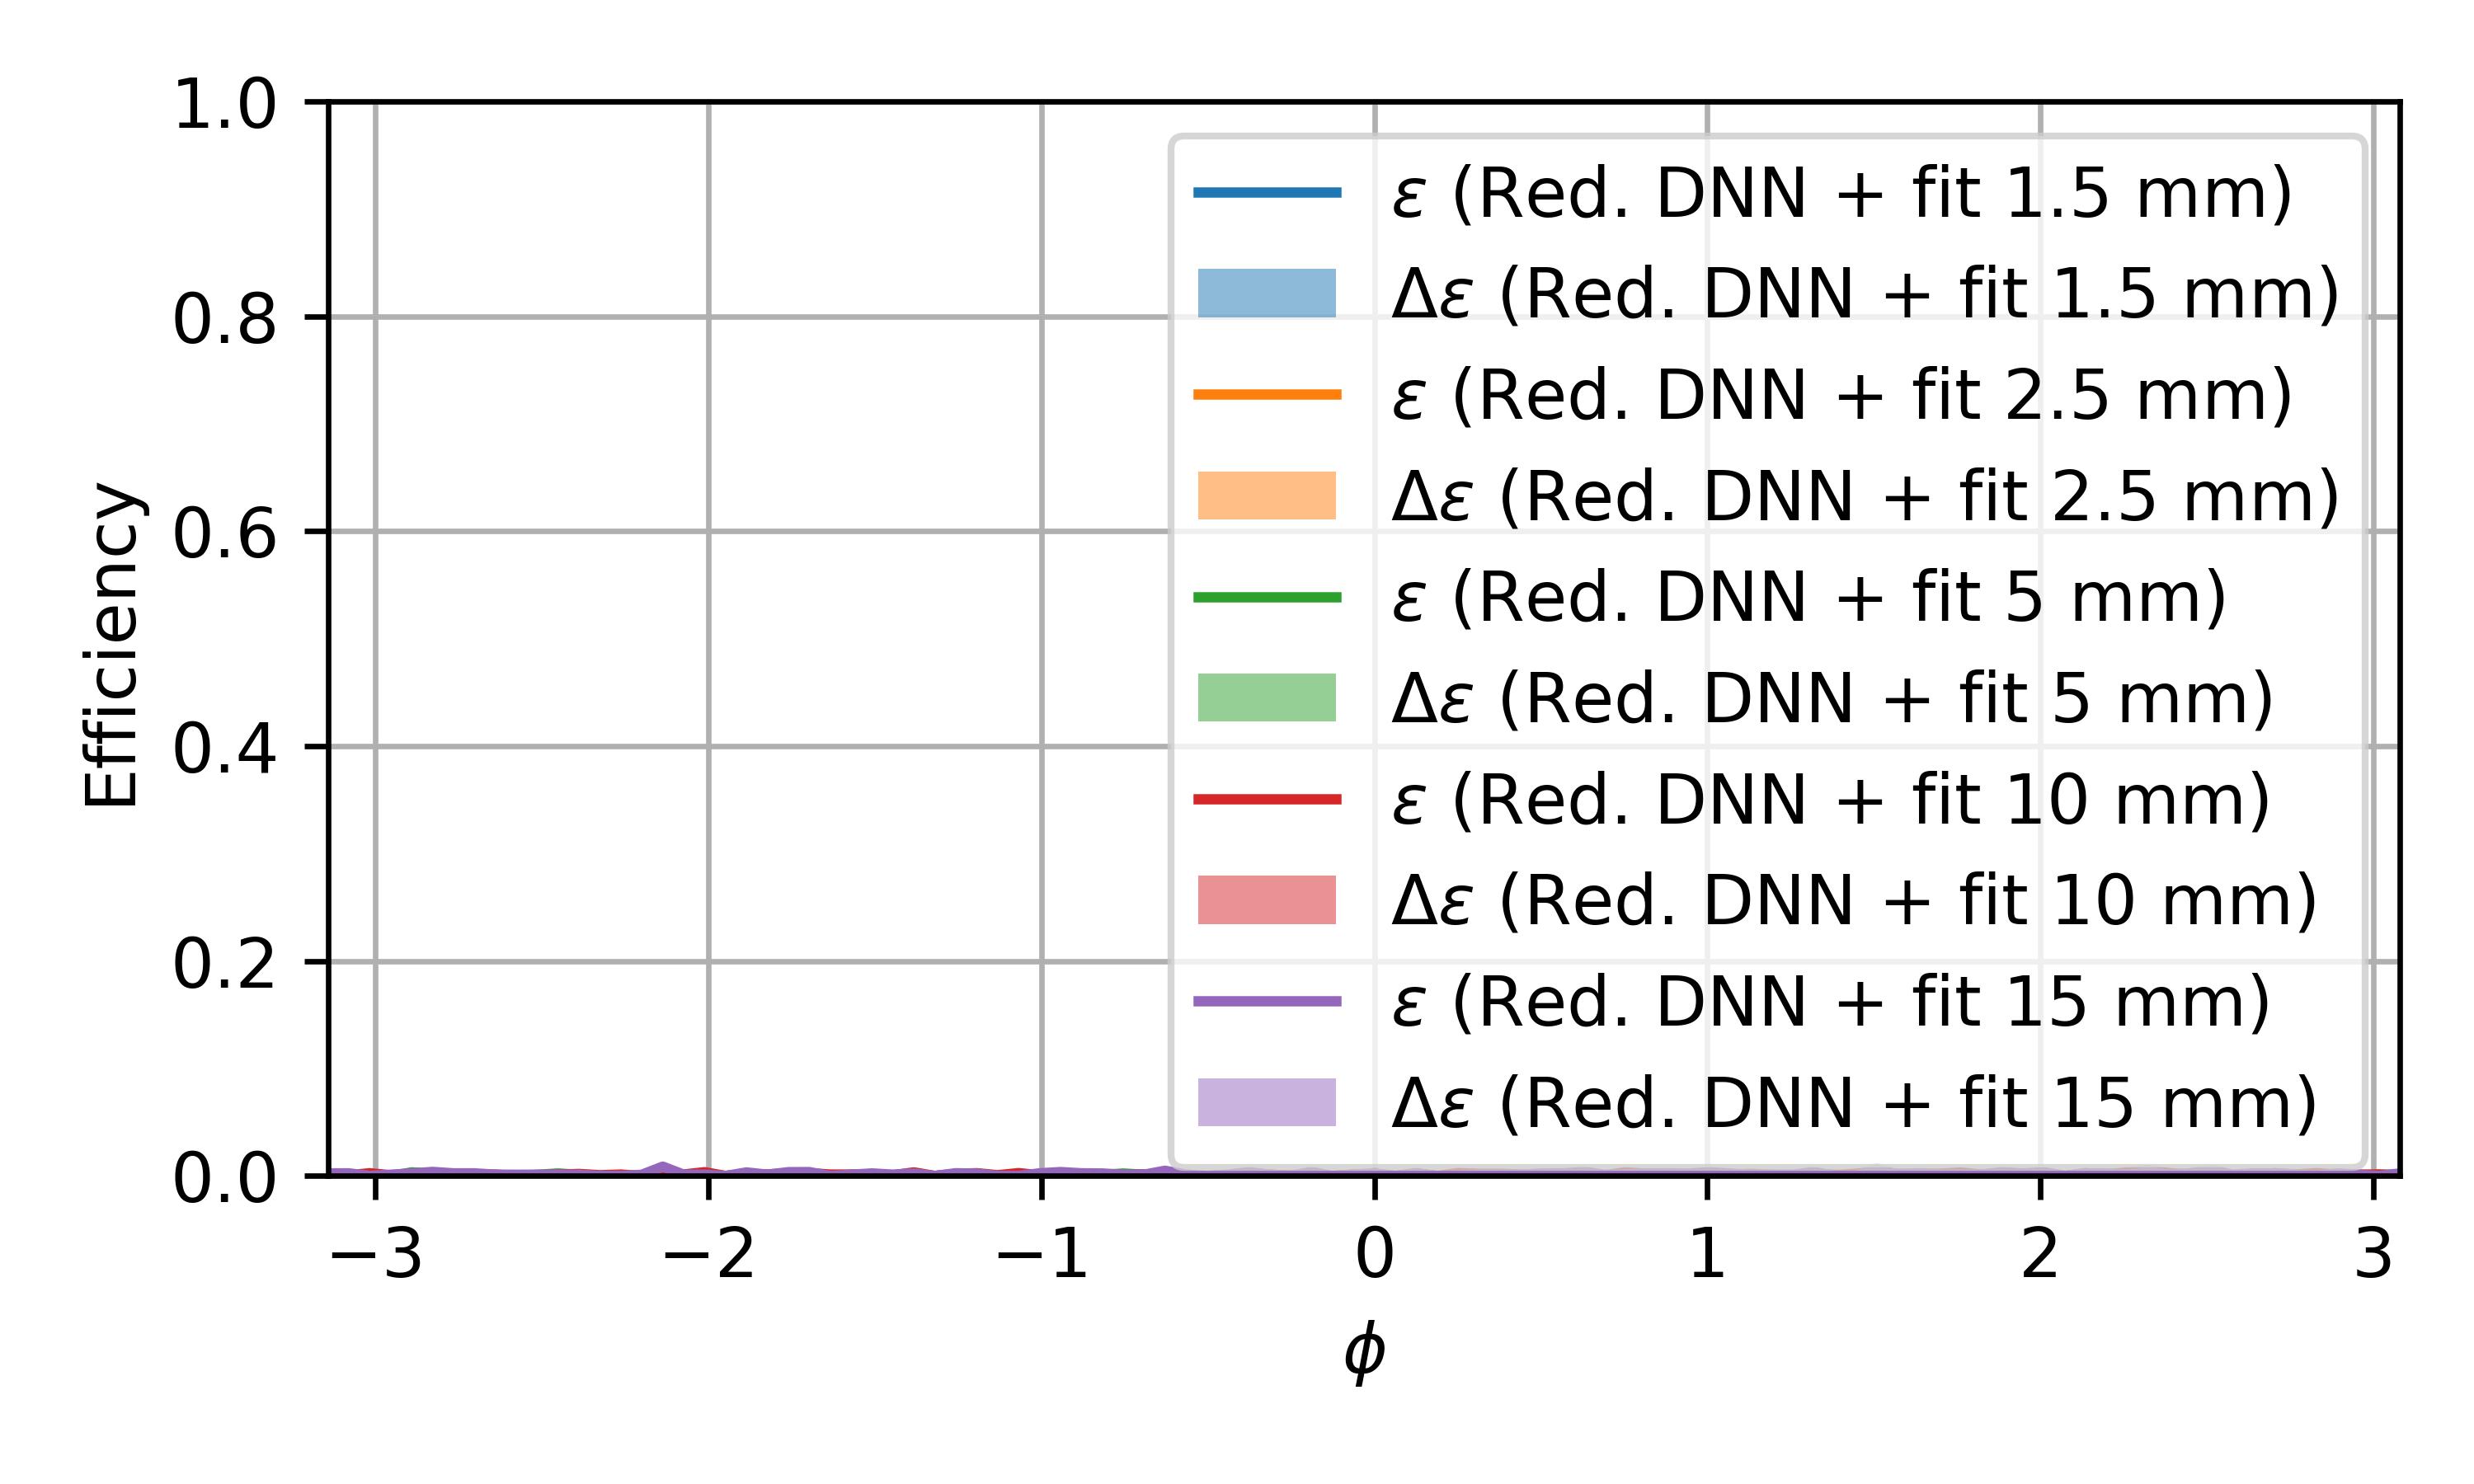 1.0
0.8
0.6
0.4
0.2
0.0
Efficiency
ε (Red. DNN + fit 1.5 mm)
Δε (Red. DNN + fit 1.5 mm)
ε (Red. DNN + fit 2.5 mm)
Δε (Red. DNN + fit 2.5 mm)
ε (Red. DNN + fit 5 mm)
Δε (Red. DNN + fit 5 mm)
ε (Red. DNN + fit 10 mm)
Δε (Red. DNN + fit 10 mm)
ε (Red. DNN + fit 15 mm)
Δε (Red. DNN + fit 15 mm)
−3 −2 −1 0 1 2 3
ϕ